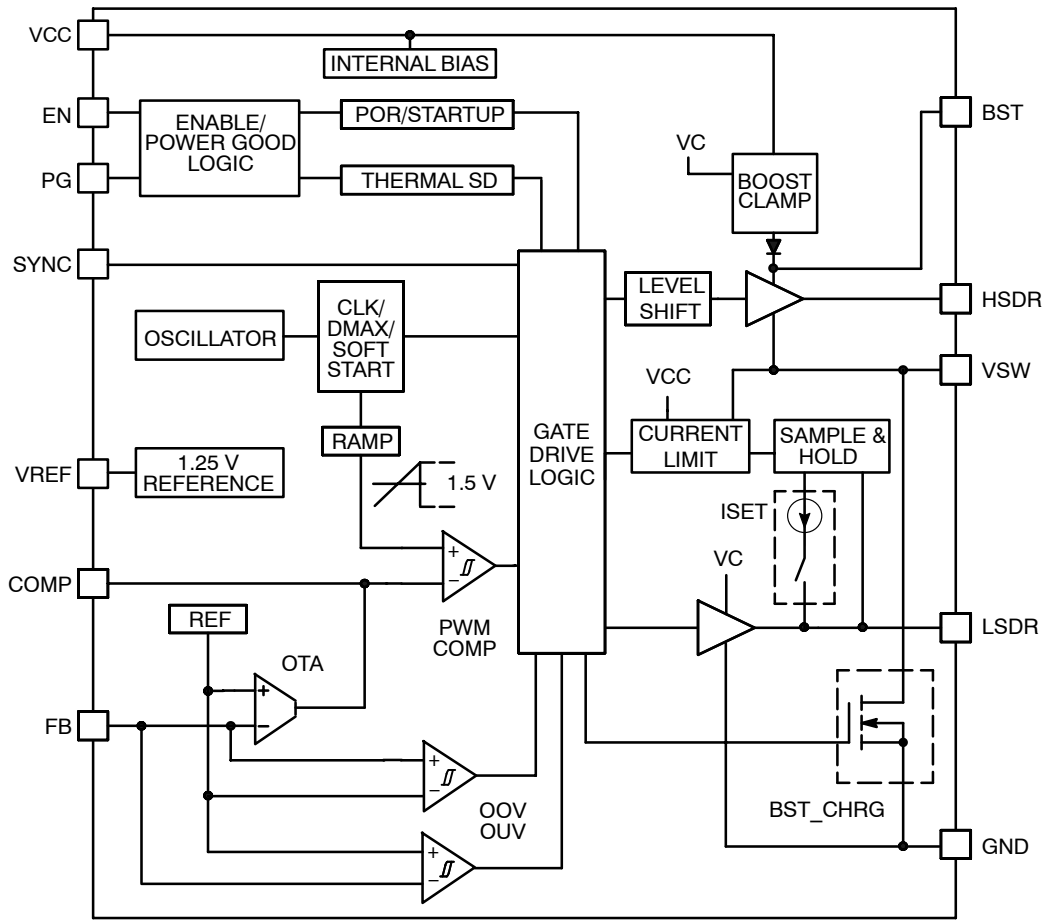 VCC
INTERNAL BIAS
EN
ENABLE/
POWER GOOD
LOGIC
POR/STARTUP
BST
PG
THERMAL SD
VC
BOOST
CLAMP
SYNC
OSCILLATOR
CLK/
DMAX/
SOFT
START
LEVEL
SHIFT
HSDR
VSW
RAMP
1.5 V
GATE
DRIVE
LOGIC
VCC
CURRENT
LIMIT
SAMPLE &
HOLD
VREF
1.25 V
REFERENCE
ISET
+
−
COMP
PWM
COMP
VC
LSDR
REF
OTA
+
−
FB
+
−
OOV
OUV
+
−
BST_CHRG
GND